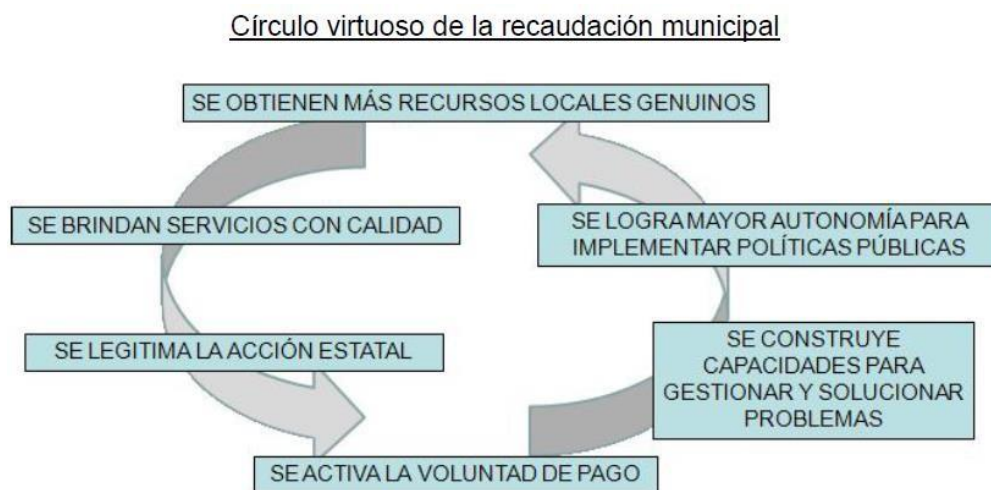 Círculo virtuoso de la recaudación municipal
SE OBTIENEN MÁS RECURSOS LOCALES GENUINOS
SE BRINDAN SERVICIOS CON CALIDAD
SE LOGRA MAYOR AUTONOMÍA PARA
IMPLEMENTAR POLÍTICAS PÚBLICAS
SE LEGITIMA LA ACCIÓN ESTATAL
SE CONSTRUYE
CAPACIDADES PARA
GESTIONAR Y SOLUCIONAR
PROBLEMAS
SE ACTIVA LA VOLUNTAD DE PAGO